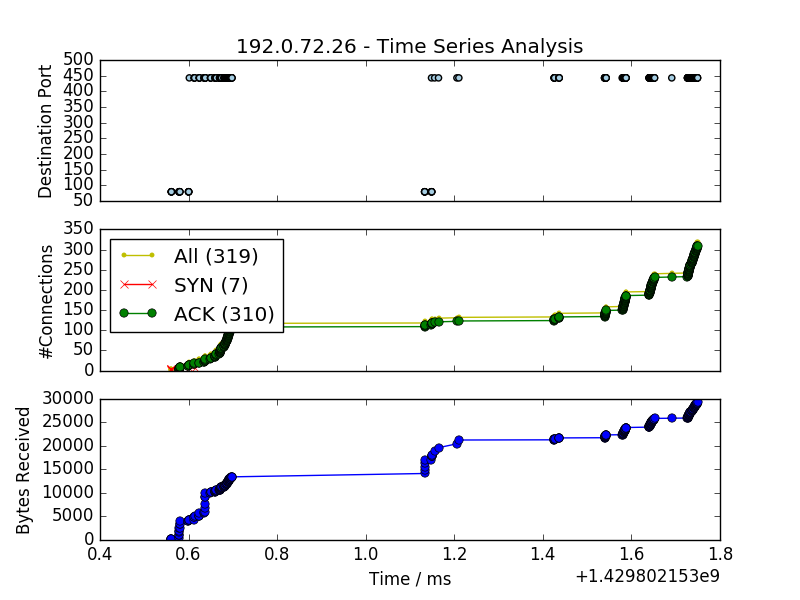 192.0.72.26 - Time Series Analysis
Destination Port
500
450
400
350
300
250
200
150
100
50
#Connections
350
300
250
200
150
100
50
0
All (319)
SYN (7)
ACK (310)
Bytes Received
30000
25000
20000
15000
10000
5000
0
0.4 0.6 0.8 1.0 1.2 1.4 1.6 1.8
Time / ms
+1.429802153e9